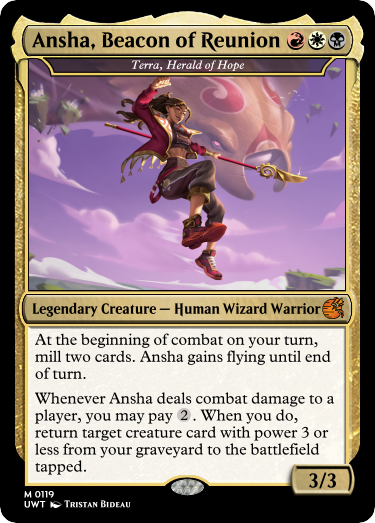 Ansha, Beacon of Reunion
Terra, Herald of Hope
Legendary Creature — Human Wizard Warrior
At the beginning of combat on your turn,
mill two cards. Ansha gains flying until end
of turn.
Whenever Ansha deals combat damage to a
player, you may pay 2. When you do,
return target creature card with power 3 or
less from your graveyard to the battlefield
tapped.
3/3
M 0119
UWT Tristan Bideau